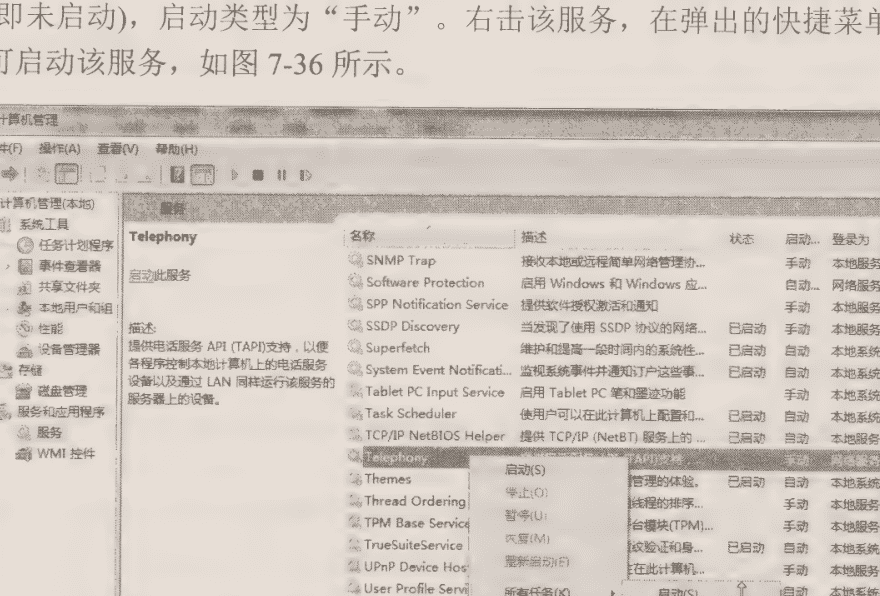 即未启动)，启动类型为“手动”。右击该服务，在弹出的快捷菜单
可启动该服务，如图 7-36 所示。
计算机管理
件(F) 操作(A) 查看(V) 帮助(H)
计算机管理(本地)
系统工具
任务计划程序
事件查看器
共享文件夹
本地用户和组
性能
设备管理器
存储
磁盘管理
服务和应用程序
服务
WMI 控件
服务
Telephony
启动此服务
描述:
提供电话服务 API (TAPI)支持，以便
各程序控制本地计算机上的电话服务
设备以及通过 LAN 同样运行该服务的
服务器上的设备。
名称 描述 状态 启动... 登录为
SNMP Trap 接收本地或远程简单网络管理协... 手动 本地服务
Software Protection 启用 Windows 和 Windows 应... 自动... 网络服务
SPP Notification Service 提供软件授权激活和通知 手动 本地服务
SSDP Discovery 当发现了使用 SSDP 协议的网络... 已启动 手动 本地服务
Superfetch 维护和提高一段时间内的系统性... 已启动 自动 本地系统
System Event Notificati... 监视系统事件并通知订户这些事... 已启动 自动 本地系统
Tablet PC Input Service 启用 Tablet PC 笔和墨迹功能 手动 本地系统
Task Scheduler 使用户可以在此计算机上配置和... 已启动 自动 本地系统
TCP/IP NetBIOS Helper 提供 TCP/IP (NetBT) 服务上的 ... 已启动 自动 本地服务
Telephony API)支持， 手动 网络服务
Themes 管理的体验。 已启动 自动 本地系统
Thread Ordering 线程的排序... 手动 本地服务
TPM Base Service 台模块(TPM)... 手动 本地服务
TrueSuiteService 验证和身... 已启动 自动 本地系统
UPnP Device Hos 在此计算机... 手动 本地服务
User Profile Servi 自动 本地系统
启动(S)
停止(O)
暂停(U)
恢复(M)
重新启动(E)
所有任务(K)
启动(S)